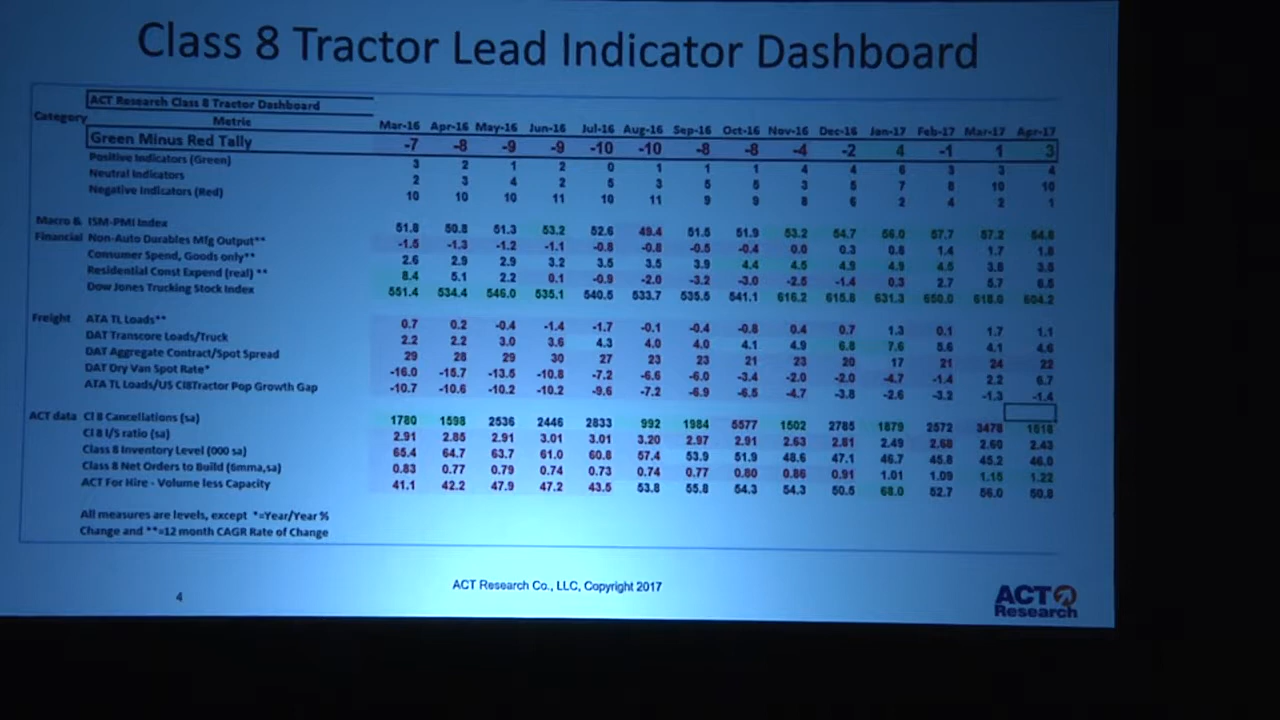 Class 8 Tractor Lead Indicator Dashboard
ACT Research Class 8 Tractor Dashboard
Category Metric Mar-16 Apr-16 May-16 Jun-16 Jul-16 Aug-16 Sep-16 Oct-16 Nov-16 Dec-16 Jan-17 Feb-17 Mar-17 Apr-17
Green Minus Red Tally -7 -8 -9 -9 -10 -10 -8 -8 -4 -2 4 -1 1 3
Positive Indicators (Green) 3 2 1 2 0 1 1 1 4 4 6 3 3 4
Neutral Indicators 2 3 4 2 5 3 5 5 3 5 7 8 10 10
Negative Indicators (Red) 10 10 10 11 10 11 9 9 8 6 2 4 2 1
Macro & ISM-PMI Index 51.8 50.8 51.3 53.2 52.6 49.4 51.5 51.9 53.2 54.7 56.0 57.7 57.2 54.8
Financial Non-Auto Durables Mfg Output** -1.5 -1.3 -1.2 -1.1 -0.8 -0.8 -0.5 -0.4 0.0 0.3 0.8 1.4 1.7 1.8
Consumer Spend, Goods only** 2.6 2.9 2.9 3.2 3.5 3.5 3.9 4.4 4.5 4.9 4.9 4.5 3.8 3.5
Residential Const Expend (real) ** 8.4 5.1 2.2 0.1 -0.9 -2.0 -3.2 -3.0 -2.5 -1.4 0.3 2.7 5.7 6.5
Dow Jones Trucking Stock Index 551.4 534.4 546.0 535.1 540.5 533.7 535.5 541.1 616.2 615.8 631.3 650.0 618.0 604.2
Freight ATA TL Loads** 0.7 0.2 -0.4 -1.4 -1.7 -0.1 -0.4 -0.8 0.4 0.7 1.3 0.1 1.7 1.1
DAT Transcore Loads/Truck 2.2 2.2 3.0 3.6 4.3 4.0 4.0 4.1 4.9 6.8 7.6 5.6 4.1 4.6
DAT Aggregate Contract/Spot Spread 29 28 29 30 27 23 23 21 23 20 17 21 24 22
DAT Dry Van Spot Rate* -16.0 -15.7 -13.5 -10.8 -7.2 -6.6 -6.0 -3.4 -2.0 -2.0 -4.7 -1.4 2.2 6.7
ATA TL Loads/US Cl8Tractor Pop Growth Gap -10.7 -10.6 -10.2 -10.2 -9.6 -7.2 -6.9 -6.5 -4.7 -3.8 -2.6 -3.2 -1.3 -1.4
ACT data Cl 8 Cancellations (sa) 1780 1598 2536 2446 2833 992 1984 5577 1502 2785 1879 2572 3478 1518
Cl 8 I/S ratio (sa) 2.91 2.85 2.91 3.01 3.01 3.20 2.97 2.91 2.63 2.81 2.49 2.68 2.60 2.43
Class 8 Inventory Level (000 sa) 65.4 64.7 63.7 61.0 60.8 57.4 53.9 51.9 48.6 47.1 46.7 45.8 45.2 46.0
Class 8 Net Orders to Build (6mma,sa) 0.83 0.77 0.79 0.74 0.73 0.74 0.77 0.80 0.86 0.91 1.01 1.09 1.15 1.22
ACT For Hire - Volume less Capacity 41.1 42.2 47.9 47.2 43.5 53.8 55.8 54.3 54.3 50.5 68.0 52.7 56.0 50.8
All measures are levels, except *=Year/Year %
Change and **=12 month CAGR Rate of Change
4
ACT Research Co., LLC, Copyright 2017
ACT
Research